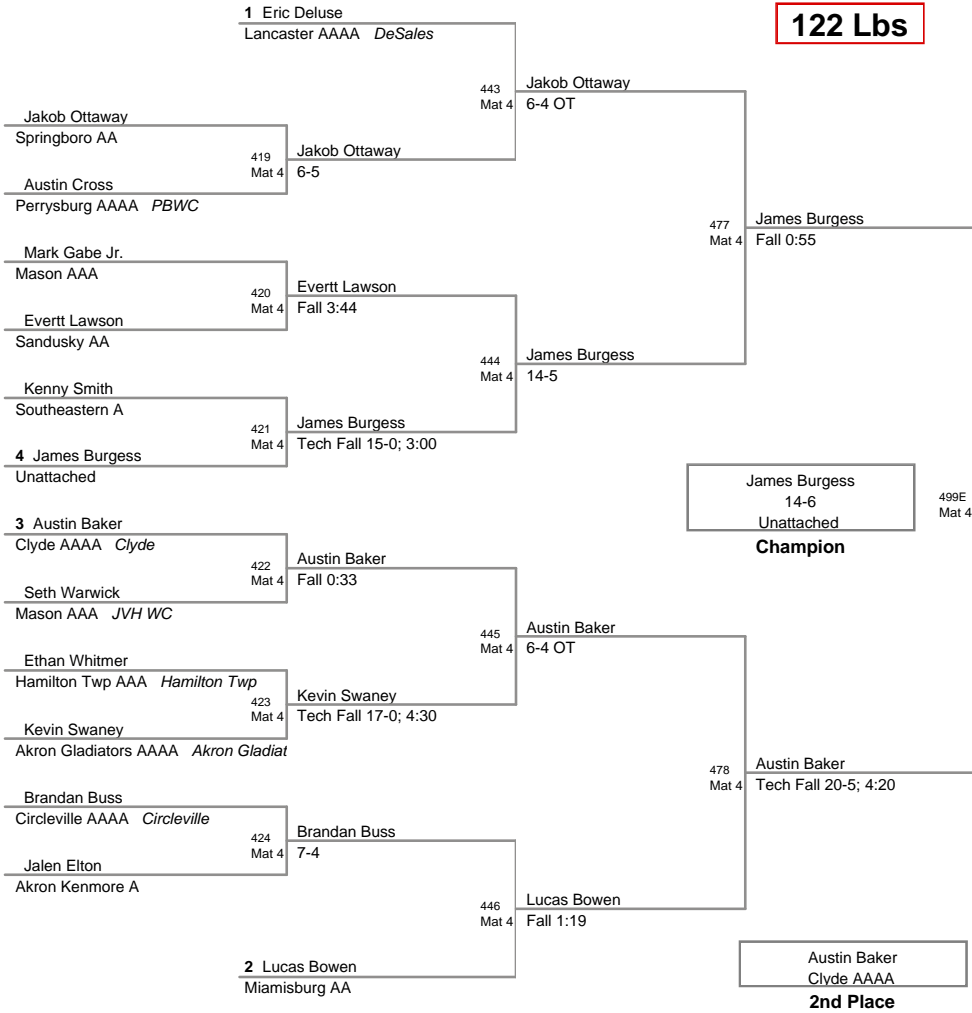 1 Eric Deluse
122 Lbs
Lancaster AAAA DeSales
443 Jakob Ottaway
Mat 4 6-4 OT
Jakob Ottaway
Springboro AA
419 Jakob Ottaway
Mat 4 6-5
Austin Cross
Perrysburg AAAA PBWC
477 James Burgess
Mat 4 Fall 0:55
Mark Gabe Jr.
Mason AAA
420 Evertt Lawson
Mat 4 Fall 3:44
Evertt Lawson
Sandusky AA
444 James Burgess
Mat 4 14-5
Kenny Smith
Southeastern A
421 James Burgess
Mat 4 Tech Fall 15-0; 3:00
4 James Burgess
Unattached
James Burgess
14-6
Unattached
499E
Mat 4
Champion
3 Austin Baker
Clyde AAAA Clyde
422 Austin Baker
Mat 4 Fall 0:33
Seth Warwick
Mason AAA JVH WC
445 Austin Baker
Mat 4 6-4 OT
Ethan Whitmer
Hamilton Twp AAA Hamilton Twp
423 Kevin Swaney
Mat 4 Tech Fall 17-0; 4:30
Kevin Swaney
Akron Gladiators AAAA Akron Gladiat
478 Austin Baker
Mat 4 Tech Fall 20-5; 4:20
Brandan Buss
Circleville AAAA Circleville
424 Brandan Buss
Mat 4 7-4
Jalen Elton
Akron Kenmore A
446 Lucas Bowen
Mat 4 Fall 1:19
2 Lucas Bowen
Miamisburg AA
Austin Baker
Clyde AAAA
2nd Place